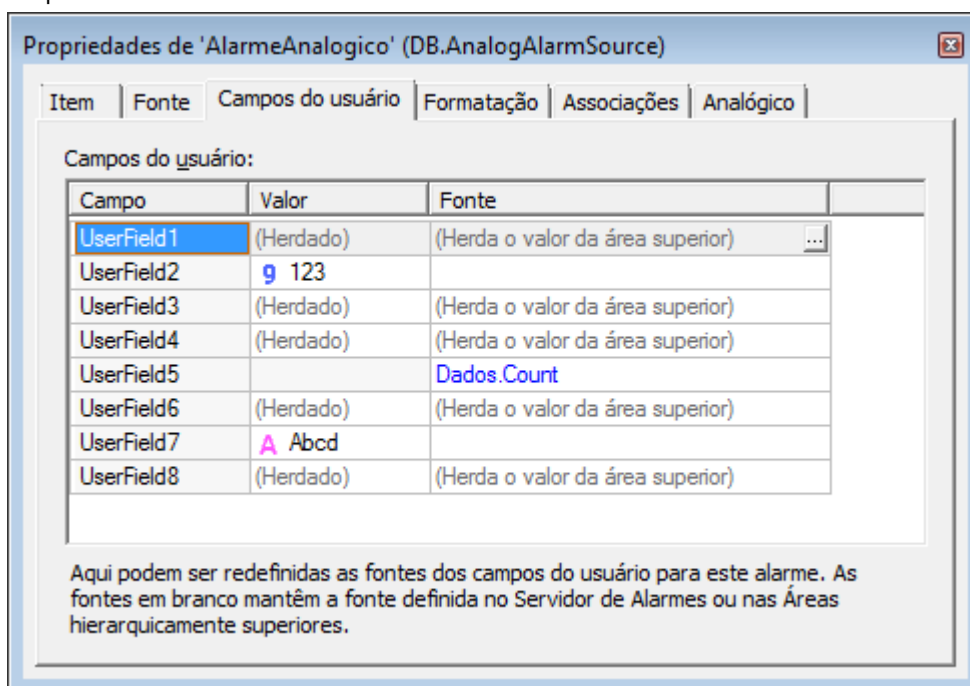 Propriedades de 'AlarmeAnalogico' (DB.AnalogAlarmSource)
Item Fonte Campos do usuário Formatação Associações Analógico
Campos do usuário:
Campo Valor Fonte
UserField1 (Herdado) (Herda o valor da área superior) ...
UserField2 9 123
UserField3 (Herdado) (Herda o valor da área superior)
UserField4 (Herdado) (Herda o valor da área superior)
UserField5 Dados.Count
UserField6 (Herdado) (Herda o valor da área superior)
UserField7 A Abcd
UserField8 (Herdado) (Herda o valor da área superior)
Aqui podem ser redefinidas as fontes dos campos do usuário para este alarme. As
fontes em branco mantêm a fonte definida no Servidor de Alarmes ou nas Áreas
hierarquicamente superiores.